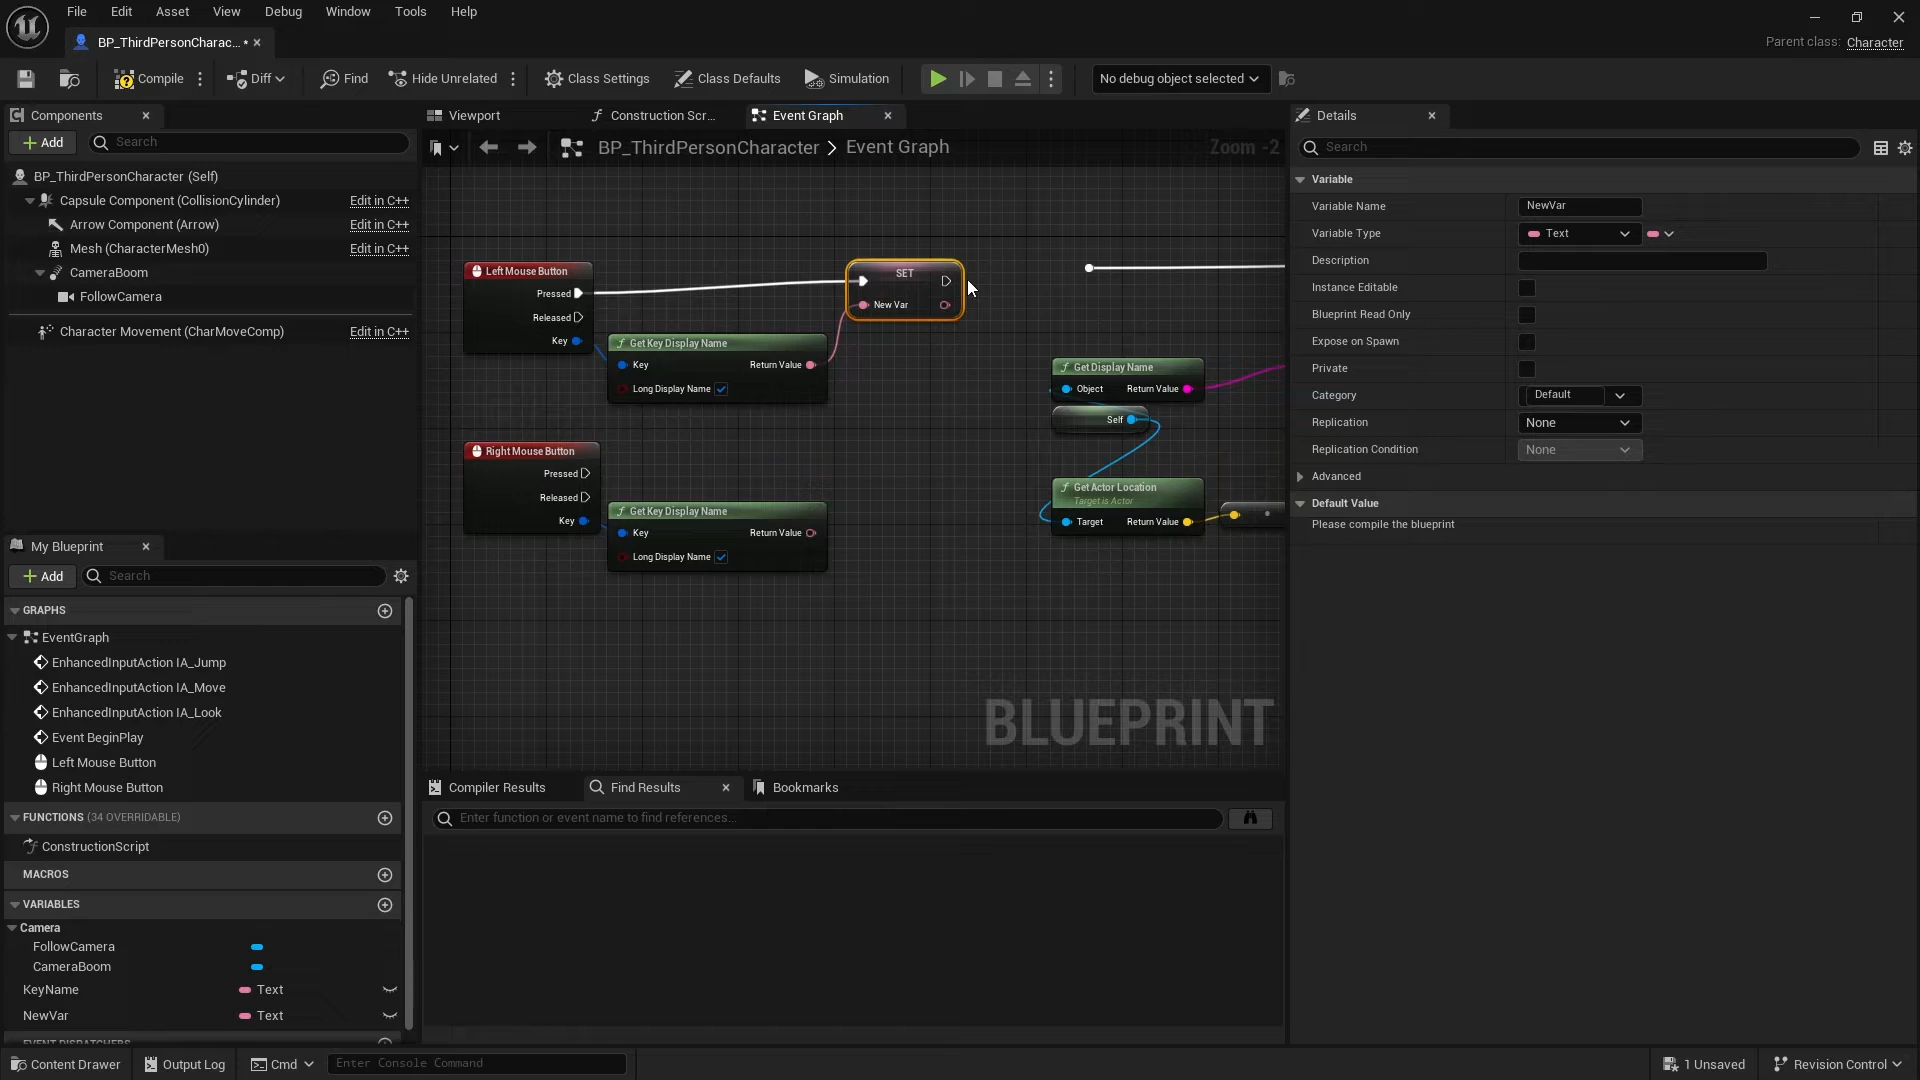 File Edit Asset View Debug Window Tools Help
BP_ThirdPersonCharac... *
Parent class: Character
Compile
Diff
Find
Hide Unrelated
Class Settings
Class Defaults
Simulation
No debug object selected
Components
Add
Search
BP_ThirdPersonCharacter (Self)
Capsule Component (CollisionCylinder) Edit in C++
Arrow Component (Arrow) Edit in C++
Mesh (CharacterMesh0) Edit in C++
CameraBoom
FollowCamera
Character Movement (CharMoveComp) Edit in C++
My Blueprint
Add
Search
GRAPHS
EventGraph
EnhancedInputAction IA_Jump
EnhancedInputAction IA_Move
EnhancedInputAction IA_Look
Event BeginPlay
Left Mouse Button
Right Mouse Button
FUNCTIONS (34 OVERRIDABLE)
ConstructionScript
MACROS
VARIABLES
Camera
FollowCamera
CameraBoom
KeyName Text
NewVar Text
EVENT DISPATCHERS
Viewport
Construction Scr...
Event Graph
BP_ThirdPersonCharacter > Event Graph
Zoom -2
Left Mouse Button
Pressed
Released
Key
Get Key Display Name
Key Return Value
Long Display Name
SET
New Var
Right Mouse Button
Pressed
Released
Key
Get Key Display Name
Key Return Value
Long Display Name
Get Display Name
Object Return Value
Self
Get Actor Location
Target is Actor
Target Return Value
BLUEPRINT
Compiler Results
Find Results
Bookmarks
Enter function or event name to find references...
Details
Search
Variable
Variable Name NewVar
Variable Type Text
Description
Instance Editable
Blueprint Read Only
Expose on Spawn
Private
Category Default
Replication None
Replication Condition None
Advanced
Default Value
Please compile the blueprint
Content Drawer
Output Log
Cmd
Enter Console Command
1 Unsaved
Revision Control